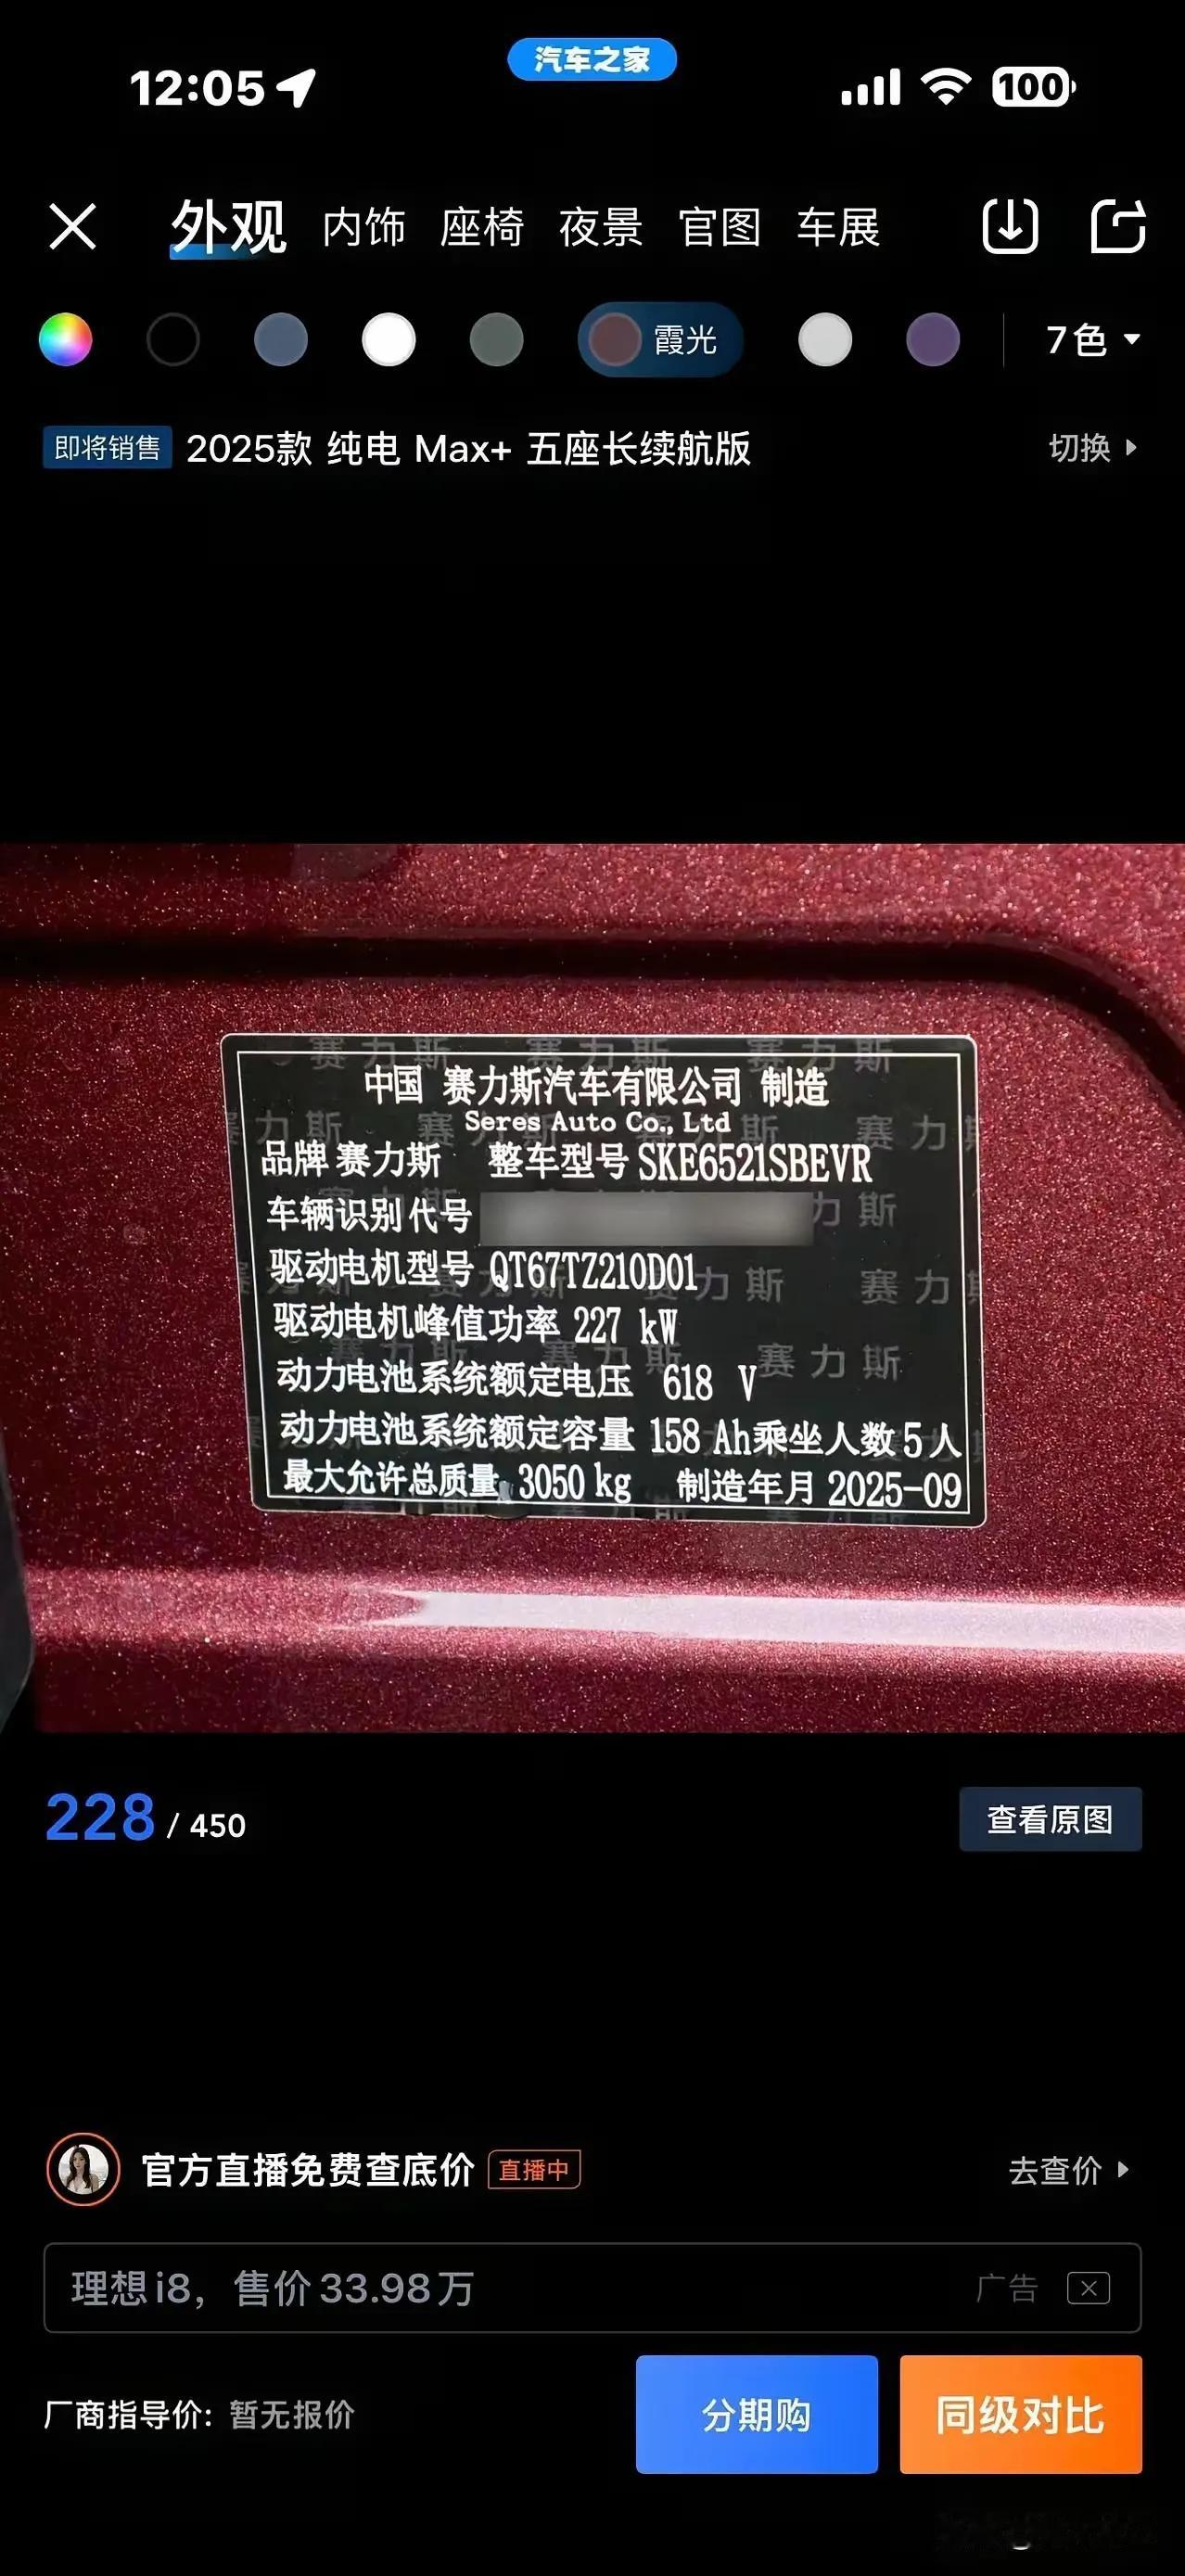 汽车之家
12:05
100
外观 内饰 座椅 夜景 官图 车展
霞光 7色
即将销售 2025款 纯电 Max+ 五座长续航版 切换
中国 赛力斯汽车有限公司 制造
Seres Auto Co., Ltd
品牌 赛力斯 整车型号 SKE6521SBEVR
车辆识别代号
驱动电机型号 QT67TZ210D01
驱动电机峰值功率 227 kW
动力电池系统额定电压 618 V
动力电池系统额定容量 158 Ah乘坐人数5人
最大允许总质量 3050 kg 制造年月 2025-09
228 / 450 查看原图
官方直播免费查底价 直播中 去查价
理想i8，售价33.98万 广告
厂商指导价: 暂无报价 分期购 同级对比